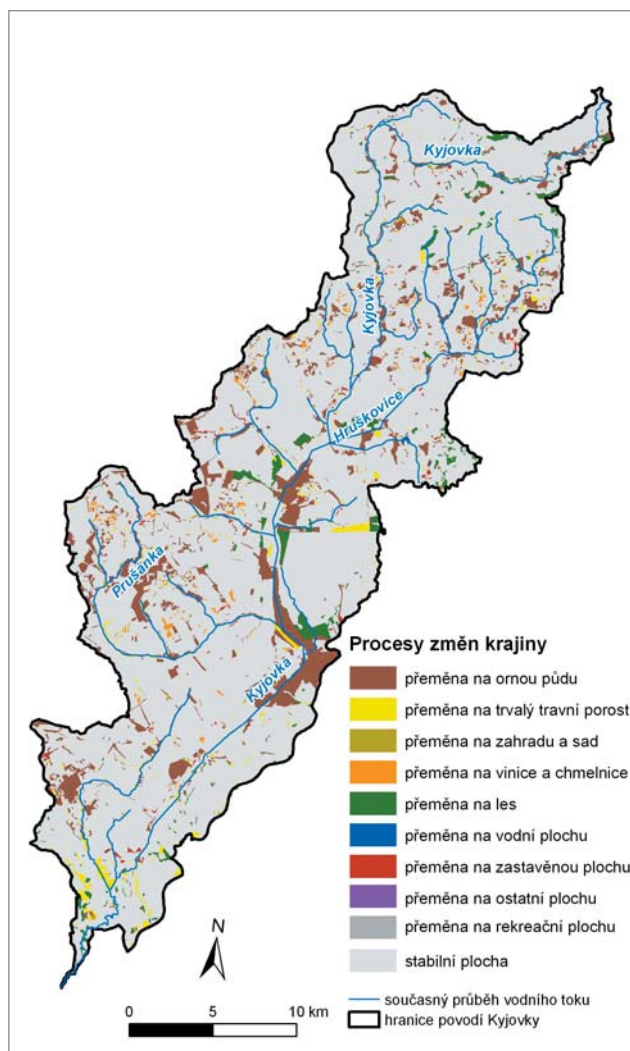 Kyjovka
Kyjovka
Hruškovice
Prušánka
Kyjovka
Procesy změn krajiny
přeměna na ornou půdu
přeměna na trvalý travní porost
přeměna na zahradu a sad
přeměna na vinice a chmelnice
přeměna na les
přeměna na vodní plochu
přeměna na zastavěnou plochu
přeměna na ostatní plochu
přeměna na rekreační plochu
stabilní plocha
současný průběh vodního toku
hranice povodí Kyjovky
N
0 5 10 km